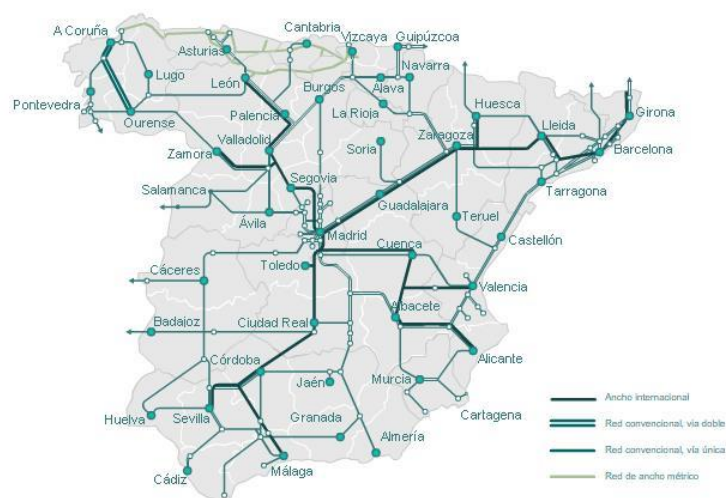 A Coruña
Cantabria
Asturias
Vizcaya
Guipúzcoa
Lugo
León
Burgos
Alava
Navarra
Pontevedra
Ourense
Palencia
La Rioja
Huesca
Girona
Valladolid
Zaragoza
Lleida
Zamora
Soria
Barcelona
Segovia
Salamanca
Guadalajara
Tarragona
Ávila
Madrid
Teruel
Cuenca
Castellón
Toledo
Cáceres
Valencia
Badajoz
Ciudad Real
Albacete
Córdoba
Alicante
Jaén
Murcia
Huelva
Sevilla
Granada
Cartagena
Almería
Cádiz
Málaga
Ancho internacional
Red convencional, via doble
Red convencional, vía única
Red de ancho métrico